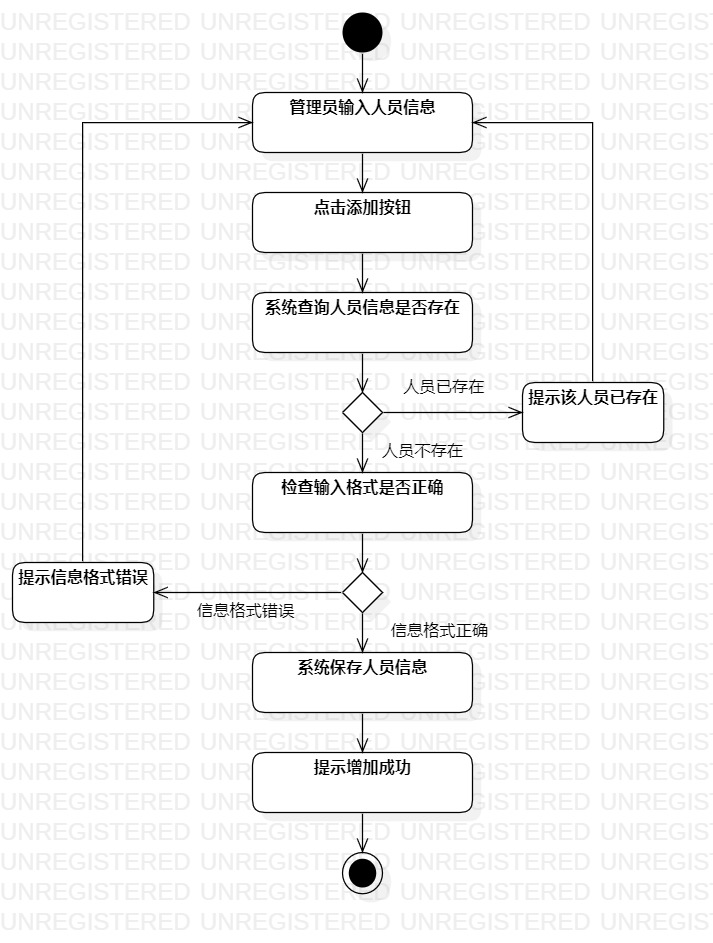 管理员输入人员信息
点击添加按钮
系统查询人员信息是否存在
人员已存在
提示该人员已存在
人员不存在
检查输入格式是否正确
提示信息格式错误
信息格式错误
信息格式正确
系统保存人员信息
提示增加成功
UNREGISTERED UNREGISTERED UNREGISTERED UNREGIST